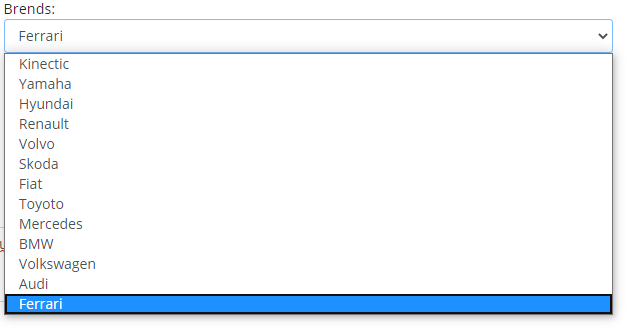 Brends:
Ferrari
Kinectic
Yamaha
Hyundai
Renault
Volvo
Skoda
Fiat
Toyoto
Mercedes
BMW
Volkswagen
Audi
Ferrari